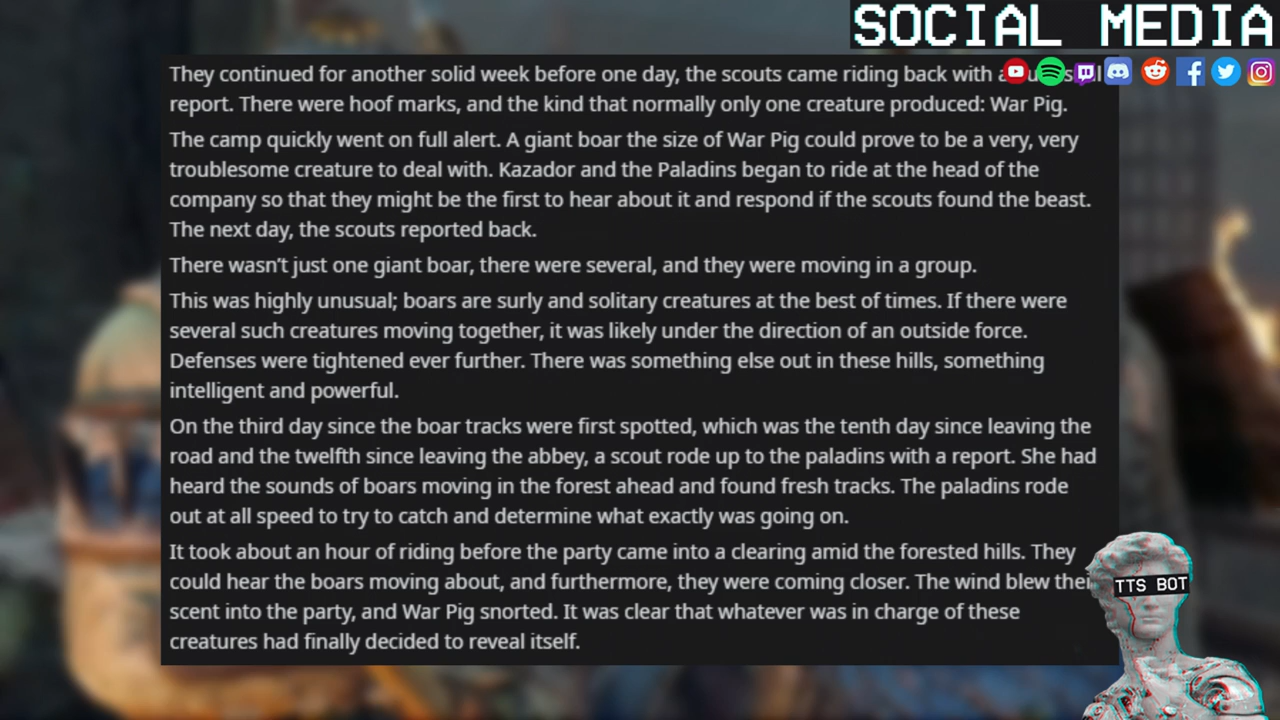 SOCIAL MEDIA
They continued for another solid week before one day, the scouts came riding back with a
report. There were hoof marks, and the kind that normally only one creature produced: War Pig.
The camp quickly went on full alert. A giant boar the size of War Pig could prove to be a very, very
troublesome creature to deal with. Kazador and the Paladins began to ride at the head of the
company so that they might be the first to hear about it and respond if the scouts found the beast.
The next day, the scouts reported back.
There wasn't just one giant boar, there were several, and they were moving in a group.
This was highly unusual; boars are surly and solitary creatures at the best of times. If there were
several such creatures moving together, it was likely under the direction of an outside force.
Defenses were tightened ever further. There was something else out in these hills, something
intelligent and powerful.
On the third day since the boar tracks were first spotted, which was the tenth day since leaving the
road and the twelfth since leaving the abbey, a scout rode up to the paladins with a report. She had
heard the sounds of boars moving in the forest ahead and found fresh tracks. The paladins rode
out at all speed to try to catch and determine what exactly was going on.
It took about an hour of riding before the party came into a clearing amid the forested hills. They
could hear the boars moving about, and furthermore, they were coming closer. The wind blew their
scent into the party, and War Pig snorted. It was clear that whatever was in charge of these
creatures had finally decided to reveal itself.
TTS BOT